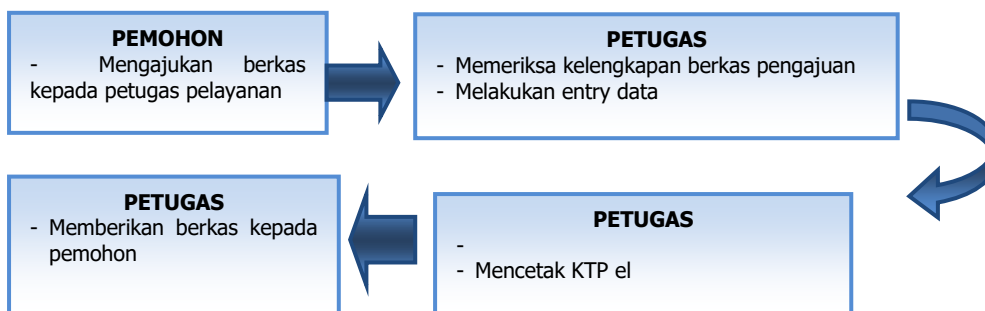 PEMOHON
- Mengajukan berkas
kepada petugas pelayanan
PETUGAS
- Memeriksa kelengkapan berkas pengajuan
- Melakukan entry data
PETUGAS
-
- Mencetak KTP el
PETUGAS
- Memberikan berkas kepada
pemohon